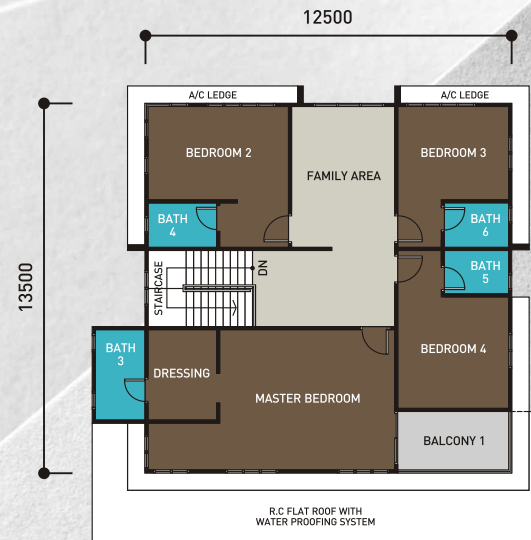 12500
A/C LEDGE
A/C LEDGE
BEDROOM 2
FAMILY AREA
BEDROOM 3
BATH
4
BATH
6
13500
STAIRCASE
DN
BATH
5
BATH
3
DRESSING
MASTER BEDROOM
BEDROOM 4
BALCONY 1
R.C FLAT ROOF WITH
WATER PROOFING SYSTEM